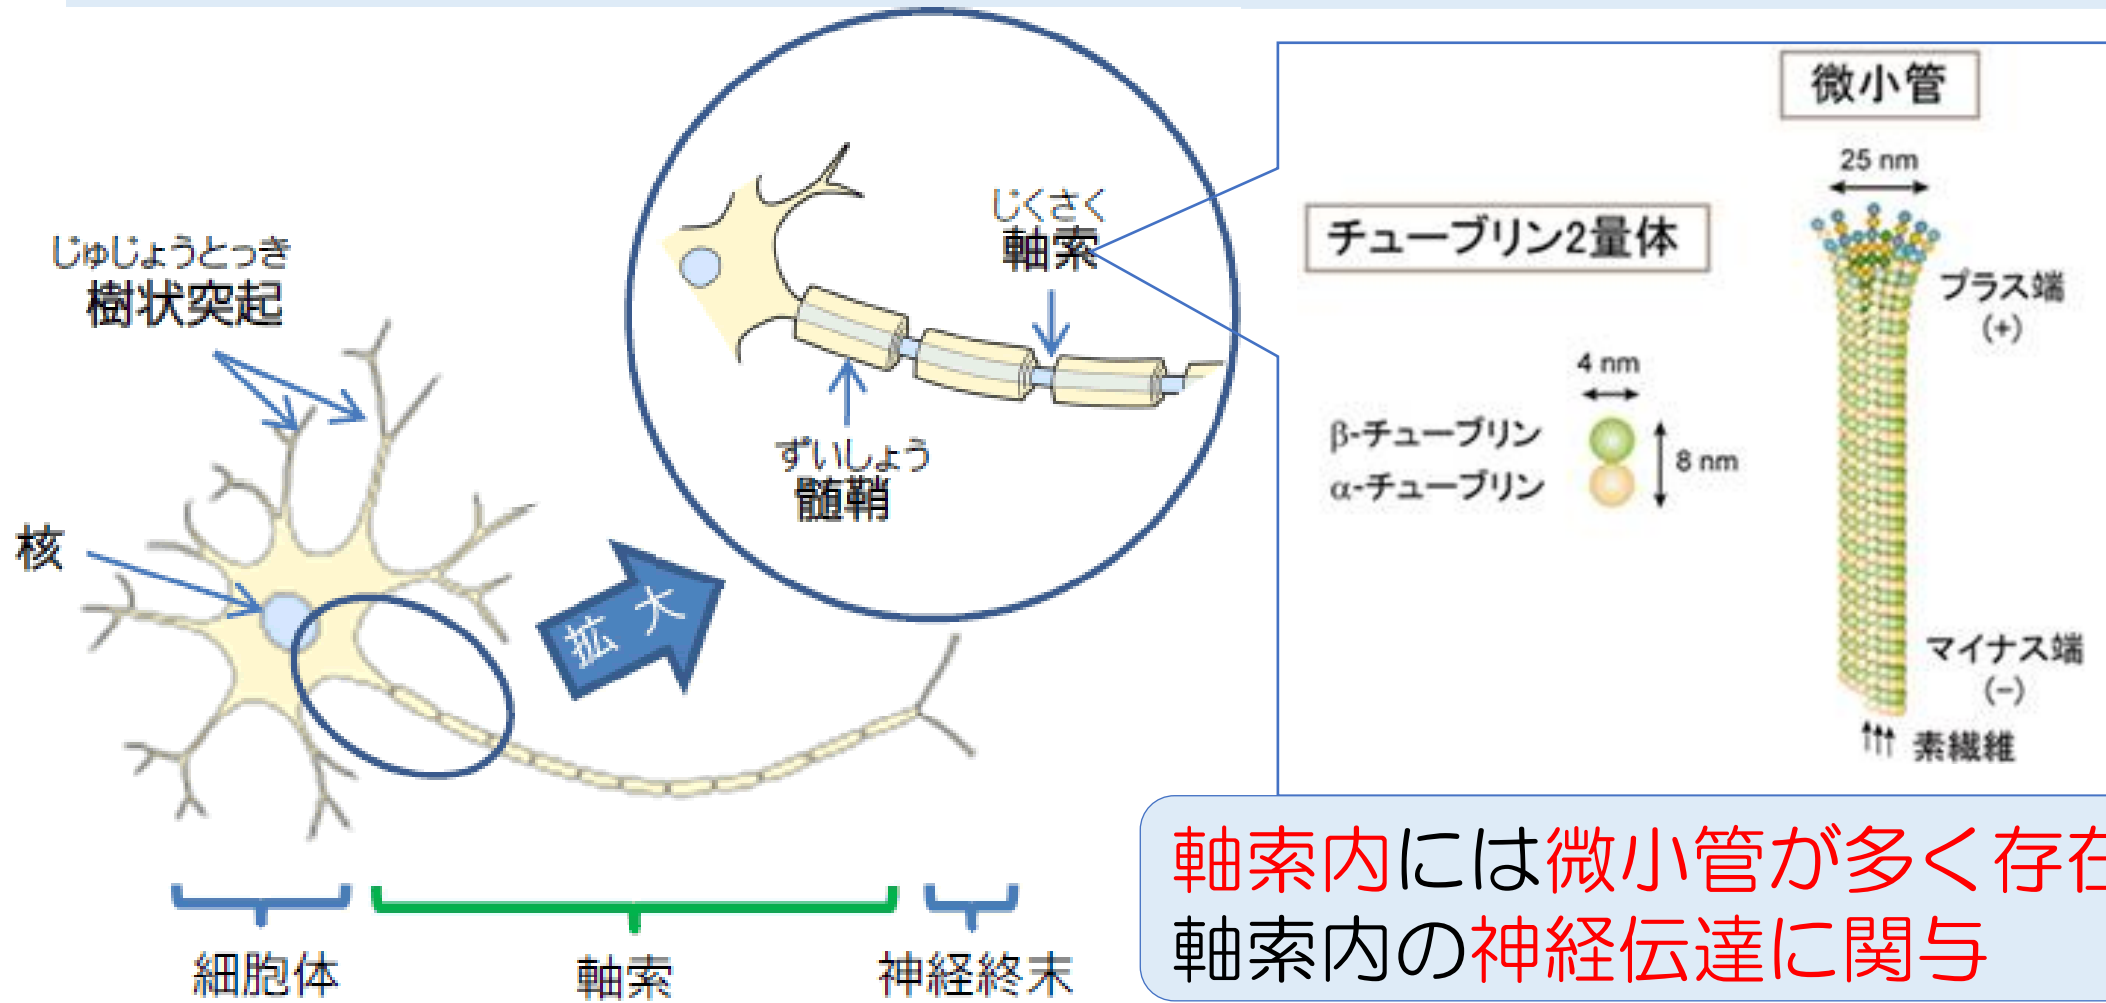 じゅじょうとっき
樹状突起
核
拡大
じくさく
軸索
ずいしょう
髄鞘
細胞体
軸索
神経終末
微小管
25 nm
チューブリン2量体
プラス端
(+)
4 nm
β-チューブリン
α-チューブリン
8 nm
マイナス端
(−)
素繊維
軸索内には微小管が多く存在
軸索内の神経伝達に関与